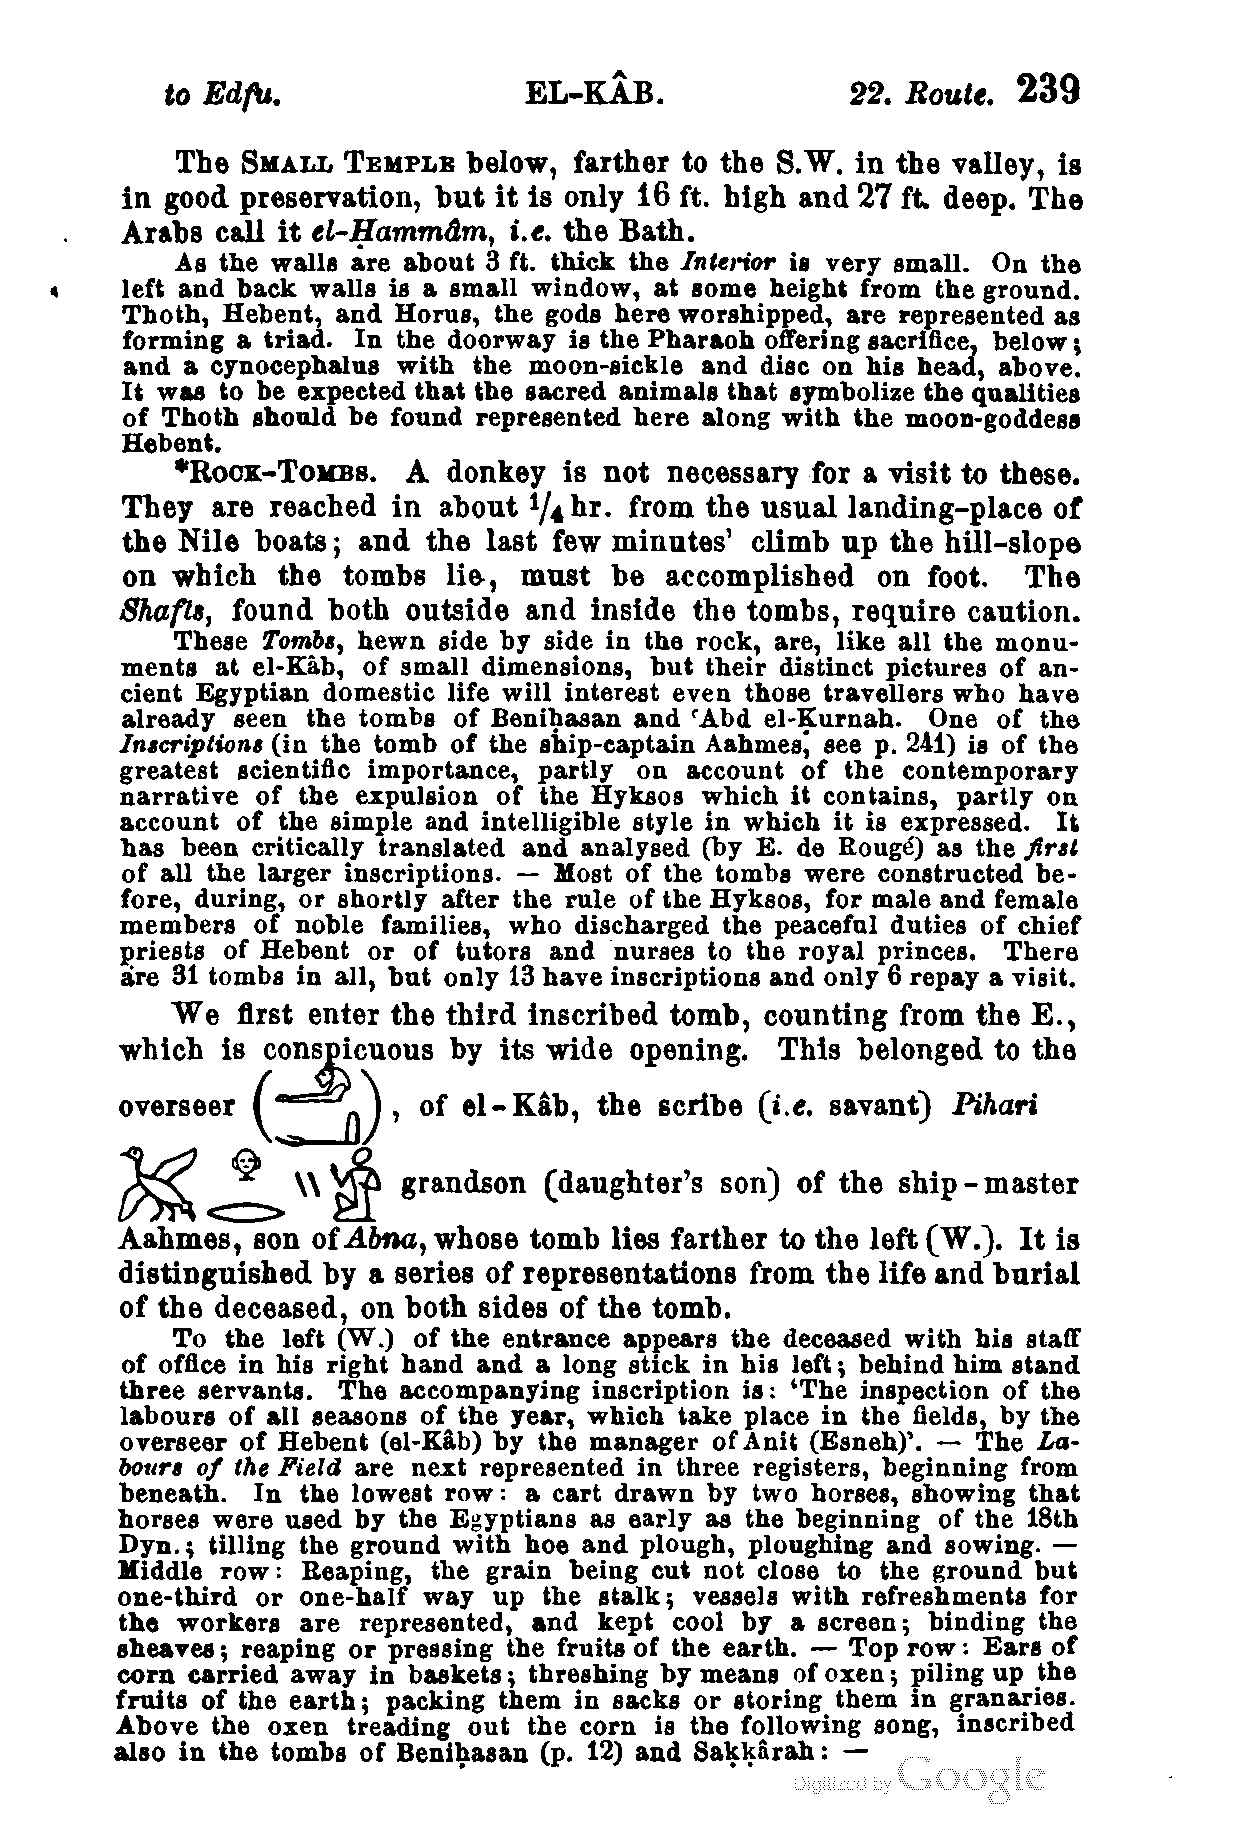 to Edfu. EL-KÂB. 22. Route. 239
The SMALL TEMPLE below, farther to the S.W. in the valley, is
in good preservation, but it is only 16 ft. high and 27 ft. deep. The
Arabs call it el-Ḥammâm, i.e. the Bath.
As the walls are about 3 ft. thick the Interior is very small. On the
left and back walls is a small window, at some height from the ground.
Thoth, Hebent, and Horus, the gods here worshipped, are represented as
forming a triad. In the doorway is the Pharaoh offering sacrifice, below;
and a cynocephalus with the moon-sickle and disc on his head, above.
It was to be expected that the sacred animals that symbolize the qualities
of Thoth should be found represented here along with the moon-goddess
Hebent.
*ROCK-TOMBS. A donkey is not necessary for a visit to these.
They are reached in about 1/4 hr. from the usual landing-place of
the Nile boats; and the last few minutes' climb up the hill-slope
on which the tombs lie, must be accomplished on foot. The
Shafts, found both outside and inside the tombs, require caution.
These Tombs, hewn side by side in the rock, are, like all the monu-
ments at el-Kâb, of small dimensions, but their distinct pictures of an-
cient Egyptian domestic life will interest even those travellers who have
already seen the tombs of Beniḥasan and ʿAbd el-Ḳurnah. One of the
Inscriptions (in the tomb of the ship-captain Aahmes, see p. 241) is of the
greatest scientific importance, partly on account of the contemporary
narrative of the expulsion of the Hyksos which it contains, partly on
account of the simple and intelligible style in which it is expressed. It
has been critically translated and analysed (by E. de Rougé) as the first
of all the larger inscriptions. — Most of the tombs were constructed be-
fore, during, or shortly after the rule of the Hyksos, for male and female
members of noble families, who discharged the peaceful duties of chief
priests of Hebent or of tutors and nurses to the royal princes. There
are 31 tombs in all, but only 13 have inscriptions and only 6 repay a visit.
We first enter the third inscribed tomb, counting from the E.,
which is conspicuous by its wide opening. This belonged to the
overseer ( ), of el-Kâb, the scribe (i.e. savant) Pihari
grandson (daughter's son) of the ship-master
Aahmes, son of Abna, whose tomb lies farther to the left (W.). It is
distinguished by a series of representations from the life and burial
of the deceased, on both sides of the tomb.
To the left (W.) of the entrance appears the deceased with his staff
of office in his right hand and a long stick in his left; behind him stand
three servants. The accompanying inscription is: 'The inspection of the
labours of all seasons of the year, which take place in the fields, by the
overseer of Hebent (el-Kâb) by the manager of Anit (Esneh)'. — The La-
bours of the Field are next represented in three registers, beginning from
beneath. In the lowest row: a cart drawn by two horses, showing that
horses were used by the Egyptians as early as the beginning of the 18th
Dyn.; tilling the ground with hoe and plough, ploughing and sowing. —
Middle row: Reaping, the grain being cut not close to the ground but
one-third or one-half way up the stalk; vessels with refreshments for
the workers are represented, and kept cool by a screen; binding the
sheaves; reaping or pressing the fruits of the earth. — Top row: Ears of
corn carried away in baskets; threshing by means of oxen; piling up the
fruits of the earth; packing them in sacks or storing them in granaries.
Above the oxen treading out the corn is the following song, inscribed
also in the tombs of Beniḥasan (p. 12) and Saḳḳârah: —
Digitized by Google